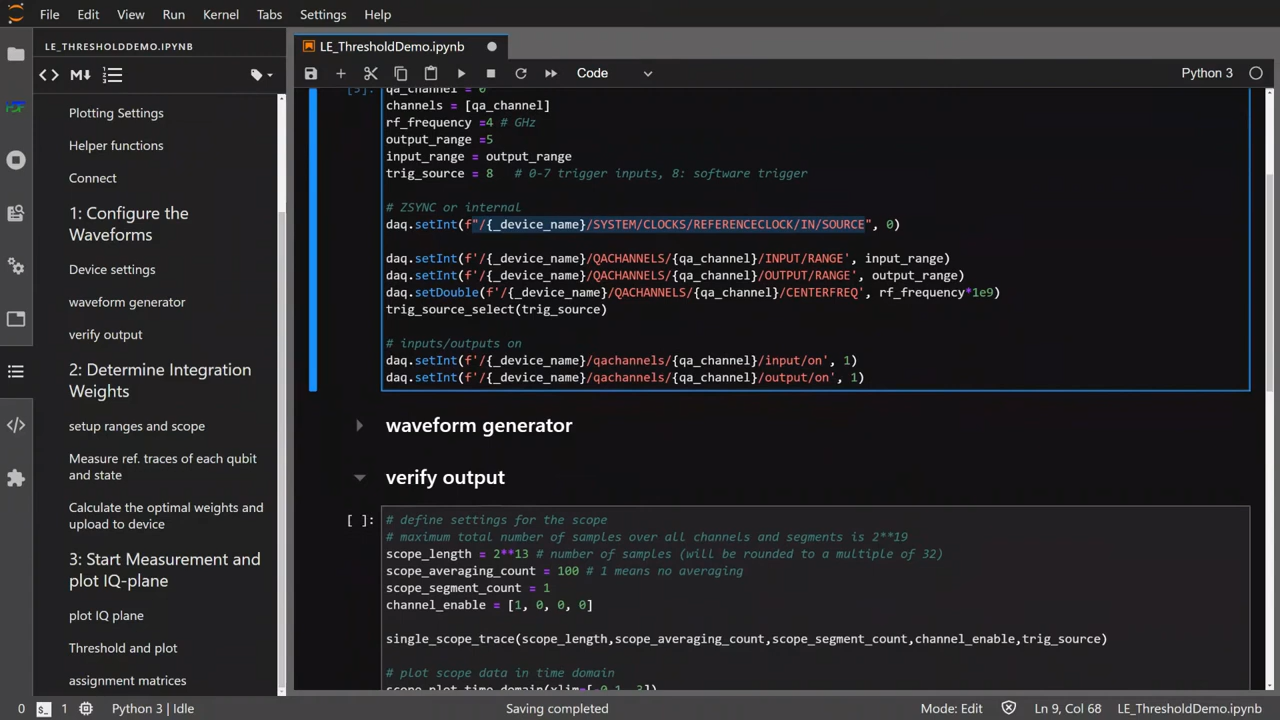 File Edit View Run Kernel Tabs Settings Help
LE_THRESHOLDDEMO.IPYNB
Plotting Settings
Helper functions
Connect
1: Configure the
Waveforms
Device settings
waveform generator
verify output
2: Determine Integration
Weights
setup ranges and scope
Measure ref. traces of each qubit
and state
Calculate the optimal weights and
upload to device
3: Start Measurement and
plot IQ-plane
plot IQ plane
Threshold and plot
assignment matrices
LE_ThresholdDemo.ipynb
Code
Python 3
qa_channel = 0
channels = [qa_channel]
rf_frequency =4 # GHz
output_range =5
input_range = output_range
trig_source = 8 # 0-7 trigger inputs, 8: software trigger
# ZSYNC or internal
daq.setInt(f"/{_device_name}/SYSTEM/CLOCKS/REFERENCECLOCK/IN/SOURCE", 0)
daq.setInt(f'/{_device_name}/QACHANNELS/{qa_channel}/INPUT/RANGE', input_range)
daq.setInt(f'/{_device_name}/QACHANNELS/{qa_channel}/OUTPUT/RANGE', output_range)
daq.setDouble(f'/{_device_name}/QACHANNELS/{qa_channel}/CENTERFREQ', rf_frequency*1e9)
trig_source_select(trig_source)
# inputs/outputs on
daq.setInt(f'/{_device_name}/qachannels/{qa_channel}/input/on', 1)
daq.setInt(f'/{_device_name}/qachannels/{qa_channel}/output/on', 1)
waveform generator
verify output
[ ]:
# define settings for the scope
# maximum total number of samples over all channels and segments is 2**19
scope_length = 2**13 # number of samples (will be rounded to a multiple of 32)
scope_averaging_count = 100 # 1 means no averaging
scope_segment_count = 1
channel_enable = [1, 0, 0, 0]
single_scope_trace(scope_length,scope_averaging_count,scope_segment_count,channel_enable,trig_source)
# plot scope data in time domain
scope_plot_time_domain(xlim=[-0.1, 3])
0 1 Python 3 | Idle Saving completed Mode: Edit Ln 9, Col 68 LE_ThresholdDemo.ipynb